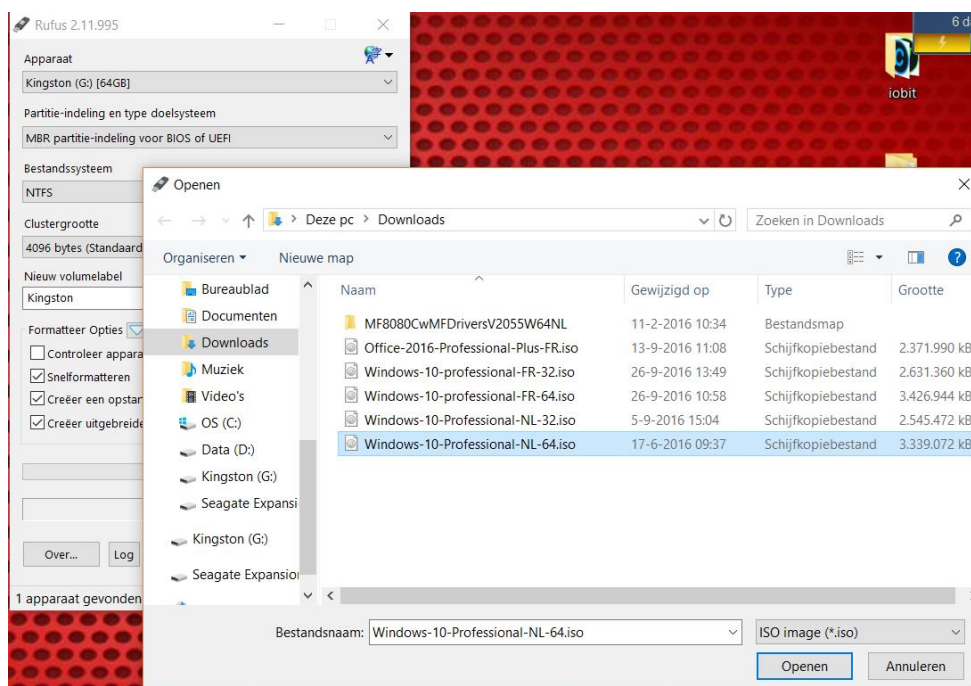 Rufus 2.11.995
6 d
Apparaat
Kingston (G:) [64GB]
iobit
Partitie-indeling en type doelsysteem
MBR partitie-indeling voor BIOS of UEFI
Bestandssysteem
NTFS
Clustergrootte
4096 bytes (Standaard
Nieuw volumelabel
Kingston
Formatteer Opties
Controleer appara
Snelformatteren
Creëer een opstar
Creëer uitgebreide
Over...
Log
1 apparaat gevonden
Openen
Deze pc > Downloads
Zoeken in Downloads
Organiseren
Nieuwe map
?
Bureaublad
Documenten
Downloads
Muziek
Video's
OS (C:)
Data (D:)
Kingston (G:)
Seagate Expansi
Kingston (G:)
Seagate Expansion
Naam Gewijzigd op Type Grootte
MF8080CwMFDriversV2055W64NL 11-2-2016 10:34 Bestandsmap
Office-2016-Professional-Plus-FR.iso 13-9-2016 11:08 Schijfkopiebestand 2.371.990 kB
Windows-10-professional-FR-32.iso 26-9-2016 13:49 Schijfkopiebestand 2.631.360 kB
Windows-10-professional-FR-64.iso 26-9-2016 10:58 Schijfkopiebestand 3.426.944 kB
Windows-10-Professional-NL-32.iso 5-9-2016 15:04 Schijfkopiebestand 2.545.472 kB
Windows-10-Professional-NL-64.iso 17-6-2016 09:37 Schijfkopiebestand 3.339.072 kB
Bestandsnaam: Windows-10-Professional-NL-64.iso
ISO image (*.iso)
Openen
Annuleren